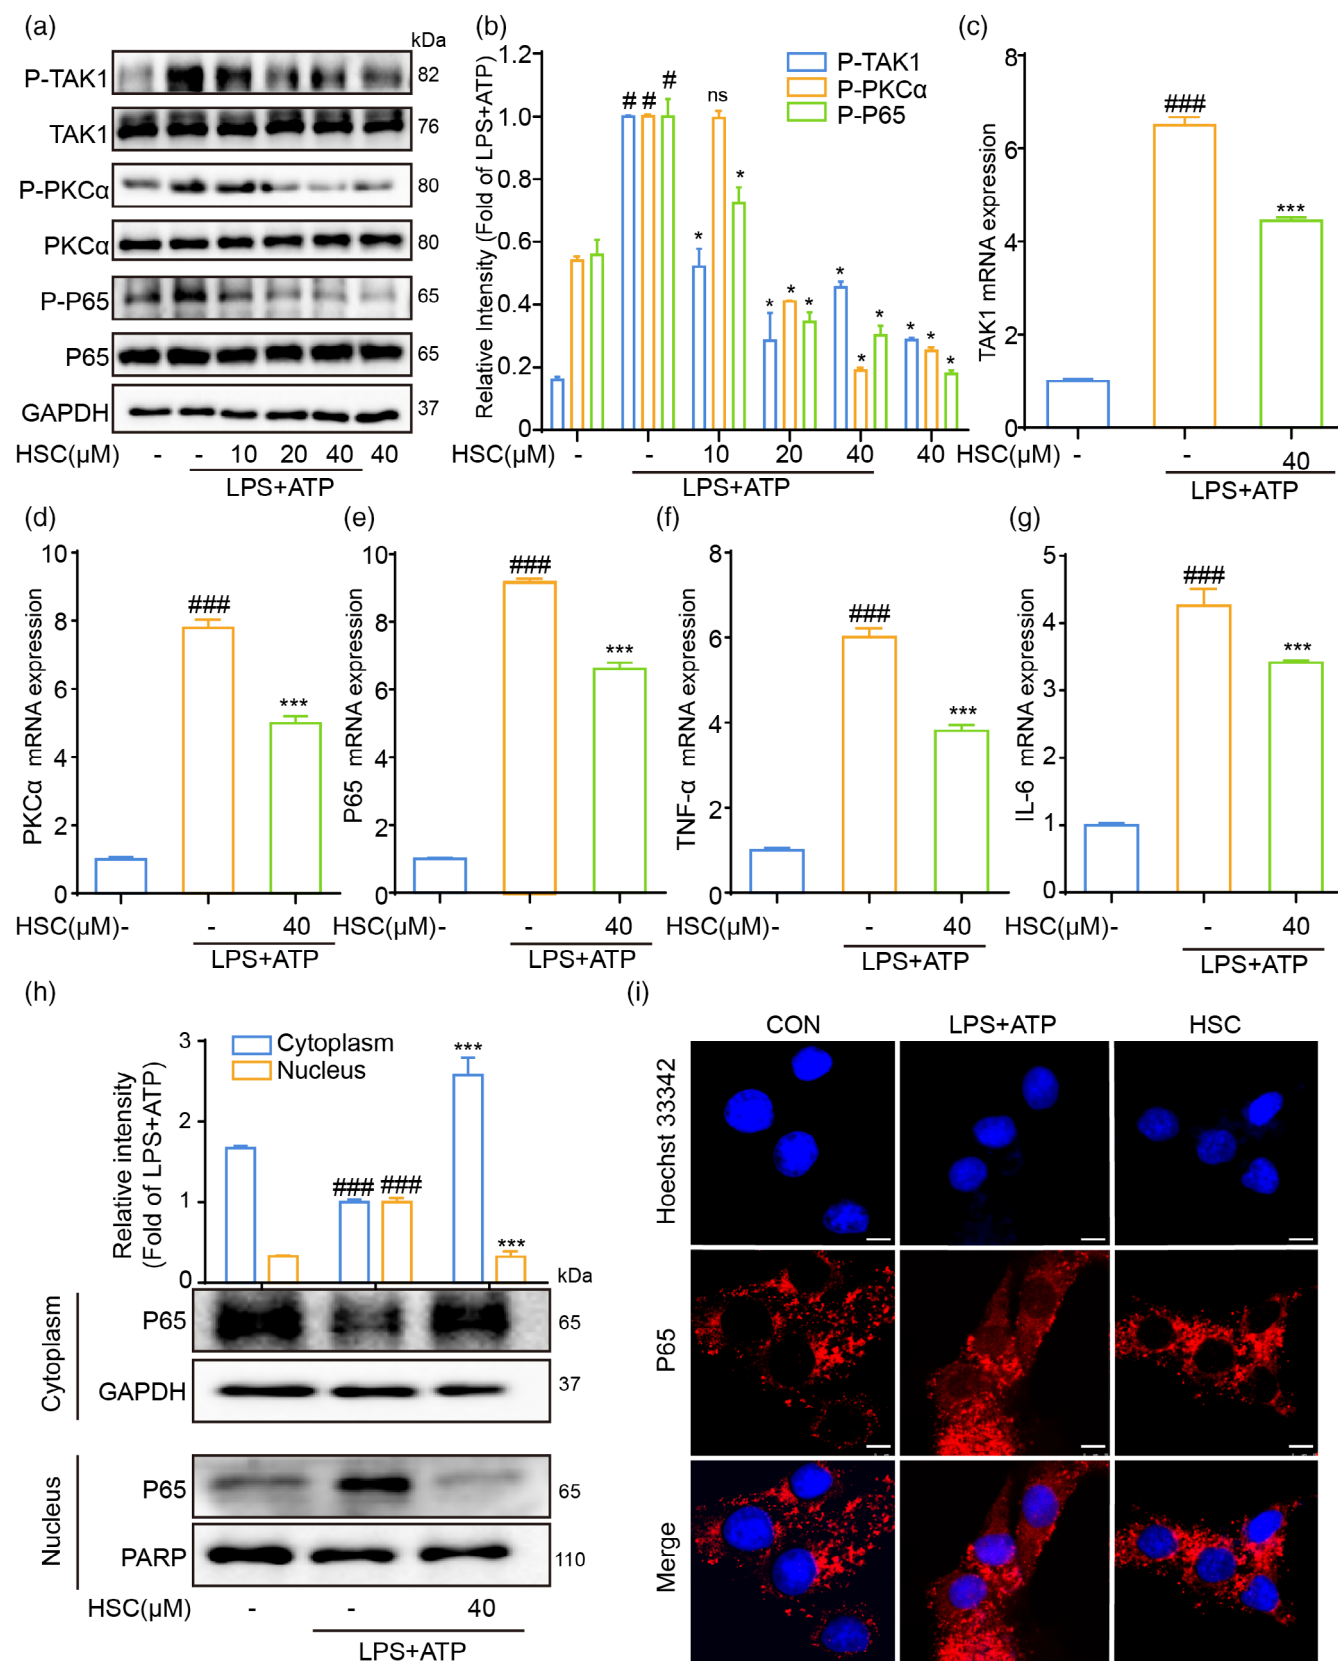 (a)
kDa
P-TAK1 82
TAK1 76
P-PKCα 80
PKCα 80
P-P65 65
P65 65
GAPDH 37
HSC(μM) - - 10 20 40 40
LPS+ATP
(b)
Relative Intensity (Fold of LPS+ATP)
1.2
1.0
0.8
0.6
0.4
0.2
0
P-TAK1
P-PKCα
P-P65
# # #
ns
* *
* * *
* * *
* * *
HSC(μM) - - 10 20 40 40
LPS+ATP
(c)
TAK1 mRNA expression
8
6
4
2
0
###
***
HSC(μM) - - 40
LPS+ATP
(d)
PKCα mRNA expression
10
8
6
4
2
0
###
***
HSC(μM)- - 40
LPS+ATP
(e)
P65 mRNA expression
10
8
6
4
2
0
###
***
HSC(μM)- - 40
LPS+ATP
(f)
TNF-α mRNA expression
8
6
4
2
0
###
***
HSC(μM)- - 40
LPS+ATP
(g)
IL-6 mRNA expression
5
4
3
2
1
0
###
***
HSC(μM)- - 40
LPS+ATP
(h)
Relative intensity
(Fold of LPS+ATP)
3
2
1
0
Cytoplasm
Nucleus
### ###
***
***
kDa
Cytoplasm
P65 65
GAPDH 37
Nucleus
P65 65
PARP 110
HSC(μM) - - 40
LPS+ATP
(i)
CON LPS+ATP HSC
Hoechst 33342
P65
Merge